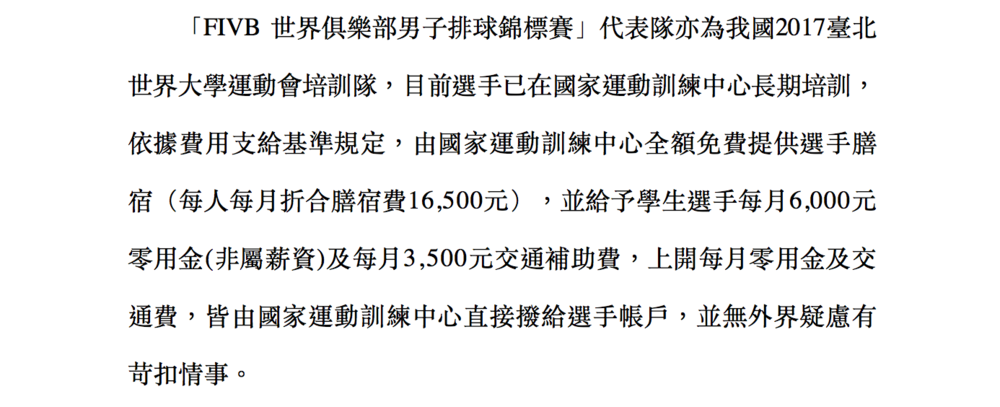 「FIVB 世界俱樂部男子排球錦標賽」代表隊亦為我國2017臺北
世界大學運動會培訓隊，目前選手已在國家運動訓練中心長期培訓，
依據費用支給基準規定，由國家運動訓練中心全額免費提供選手膳
宿（每人每月折合膳宿費16,500元），並給予學生選手每月6,000元
零用金(非屬薪資)及每月3,500元交通補助費，上開每月零用金及交
通費，皆由國家運動訓練中心直接撥給選手帳戶，並無外界疑慮有
苛扣情事。